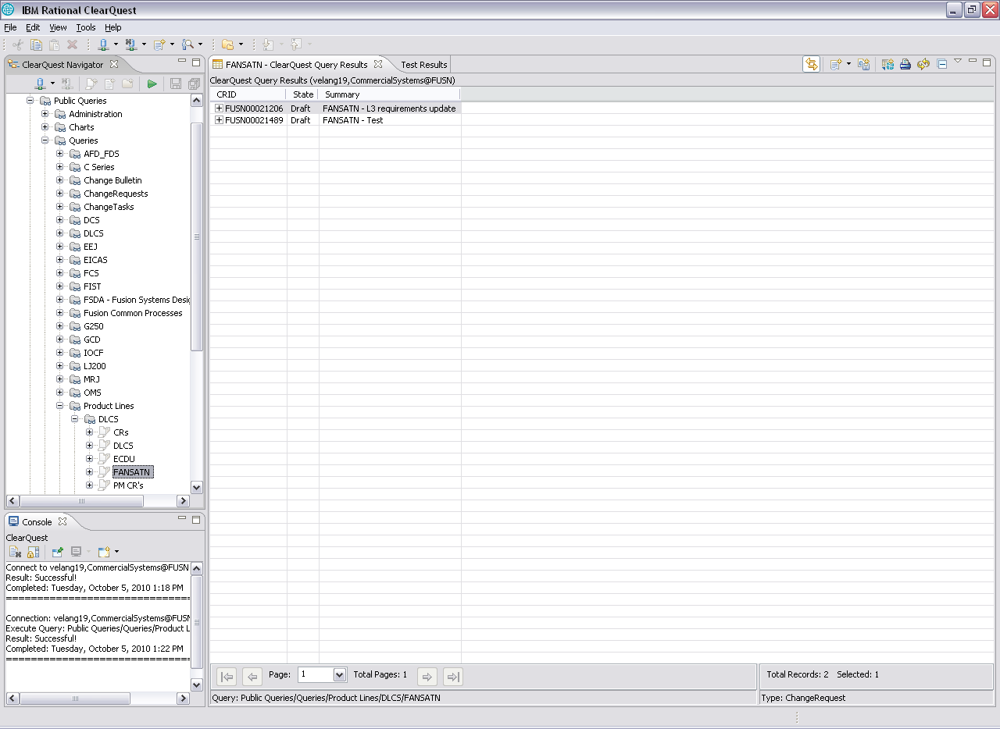 IBM Rational ClearQuest
File Edit View Tools Help
ClearQuest Navigator
Public Queries
Administration
Charts
Queries
AFD_FDS
C Series
Change Bulletin
ChangeRequests
ChangeTasks
DCS
DLCS
EEJ
EICAS
FCS
FIST
FSDA - Fusion Systems Desig
Fusion Common Processes
G250
GCD
IOCF
LJ200
MRJ
OMS
Product Lines
DLCS
CRs
DLCS
ECDU
FANSATN
PM CR's
Console
ClearQuest
Connect to velang19,CommercialSystems@FUSN
Result: Successful!
Completed: Tuesday, October 5, 2010 1:18 PM
==============================
Connection: velang19,CommercialSystems@FUSN
Execute Query: Public Queries/Queries/Product L
Result: Successful!
Completed: Tuesday, October 5, 2010 1:22 PM
==============================
FANSATN - ClearQuest Query Results Test Results
ClearQuest Query Results (velang19,CommercialSystems@FUSN)
CRID State Summary
FUSN00021206 Draft FANSATN - L3 requirements update
FUSN00021489 Draft FANSATN - Test
Page: 1 Total Pages: 1
Total Records: 2 Selected: 1
Query: Public Queries/Queries/Product Lines/DLCS/FANSATN
Type: ChangeRequest